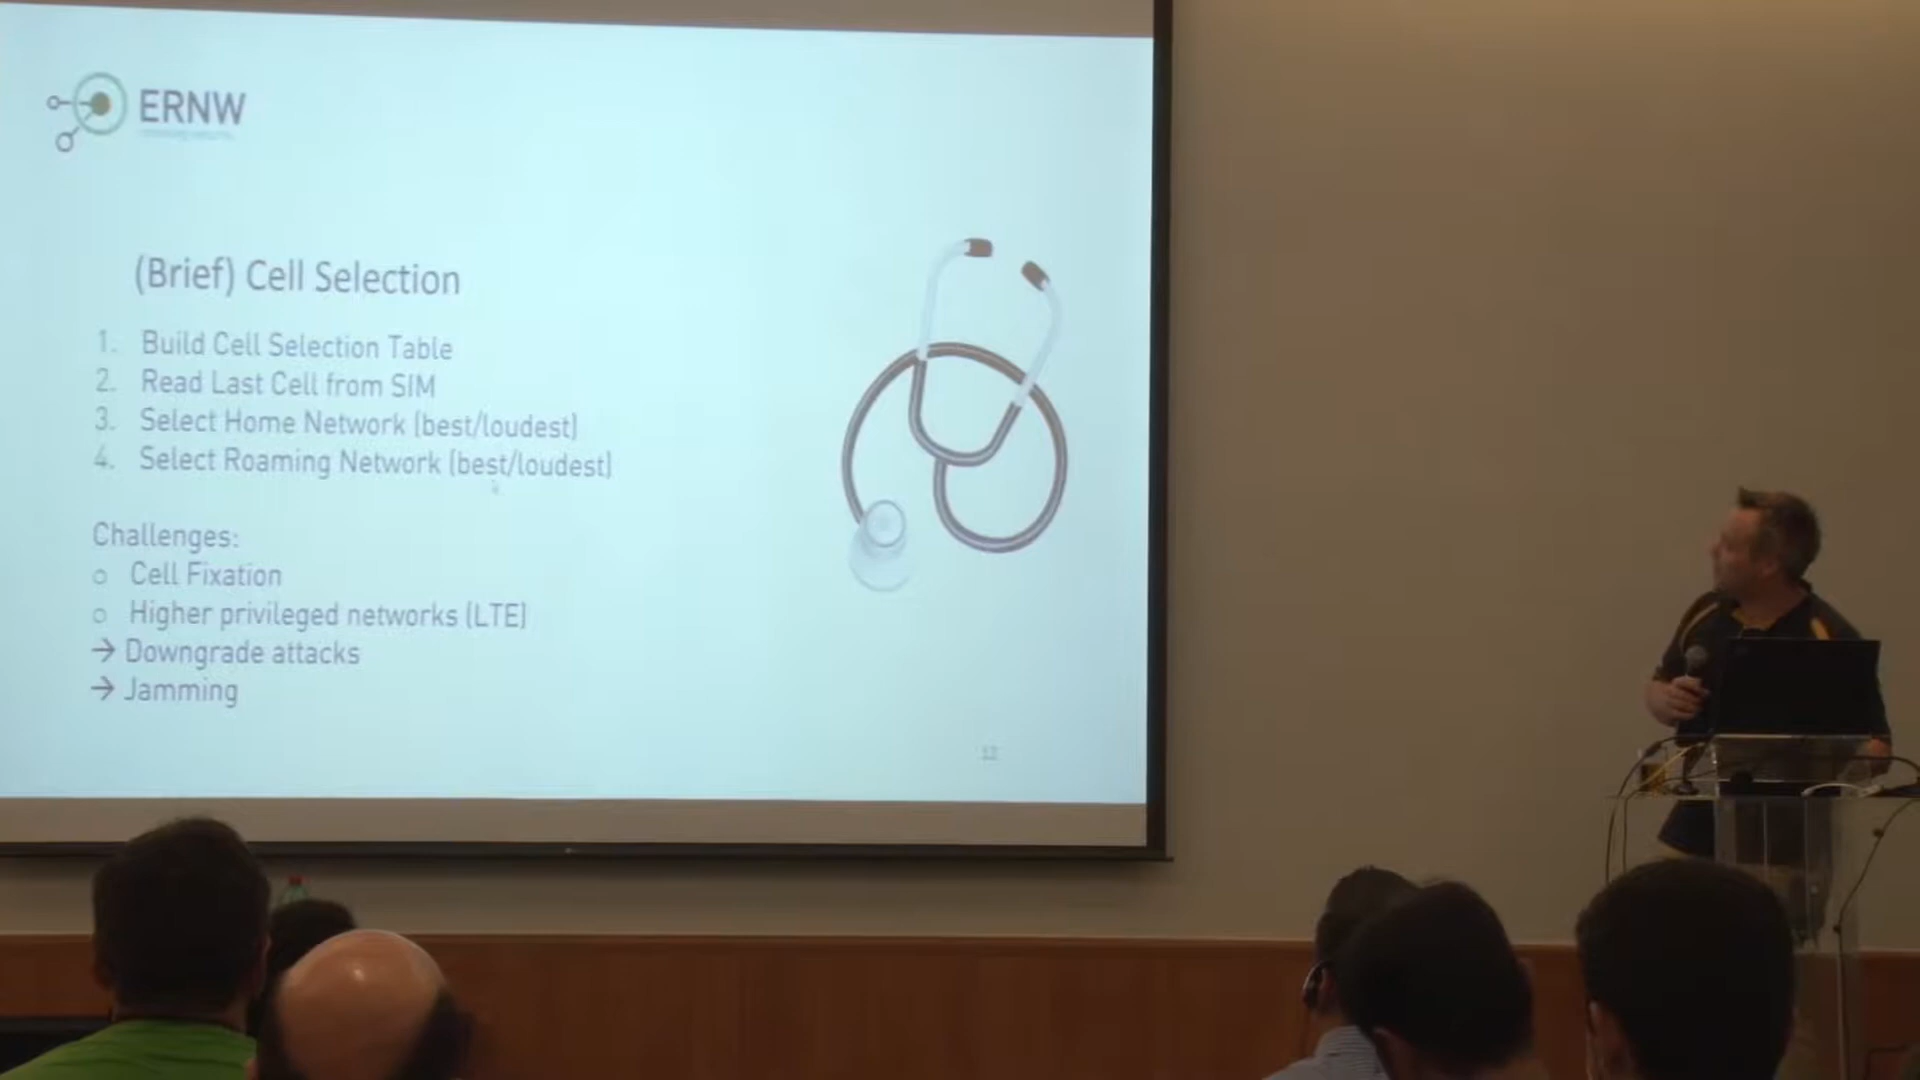 ERNW
(Brief) Cell Selection
1. Build Cell Selection Table
2. Read Last Cell from SIM
3. Select Home Network (best/loudest)
4. Select Roaming Network (best/loudest)
Challenges:
o Cell Fixation
o Higher privileged networks (LTE)
→ Downgrade attacks
→ Jamming
12